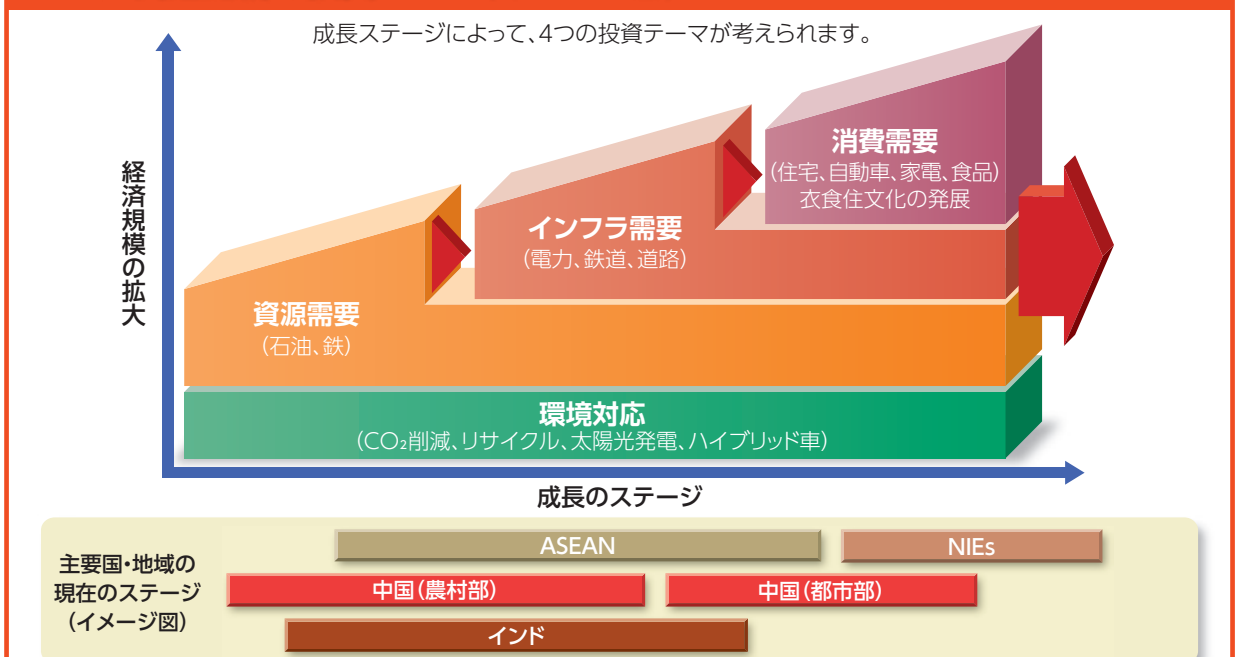 成長ステージによって、4つの投資テーマが考えられます。
経済規模の拡大
消費需要
(住宅、自動車、家電、食品)
衣食住文化の発展
インフラ需要
(電力、鉄道、道路)
資源需要
(石油、鉄)
環境対応
(CO₂削減、リサイクル、太陽光発電、ハイブリッド車)
成長のステージ
主要国・地域の
現在のステージ
(イメージ図)
ASEAN
NIEs
中国(農村部)
中国(都市部)
インド